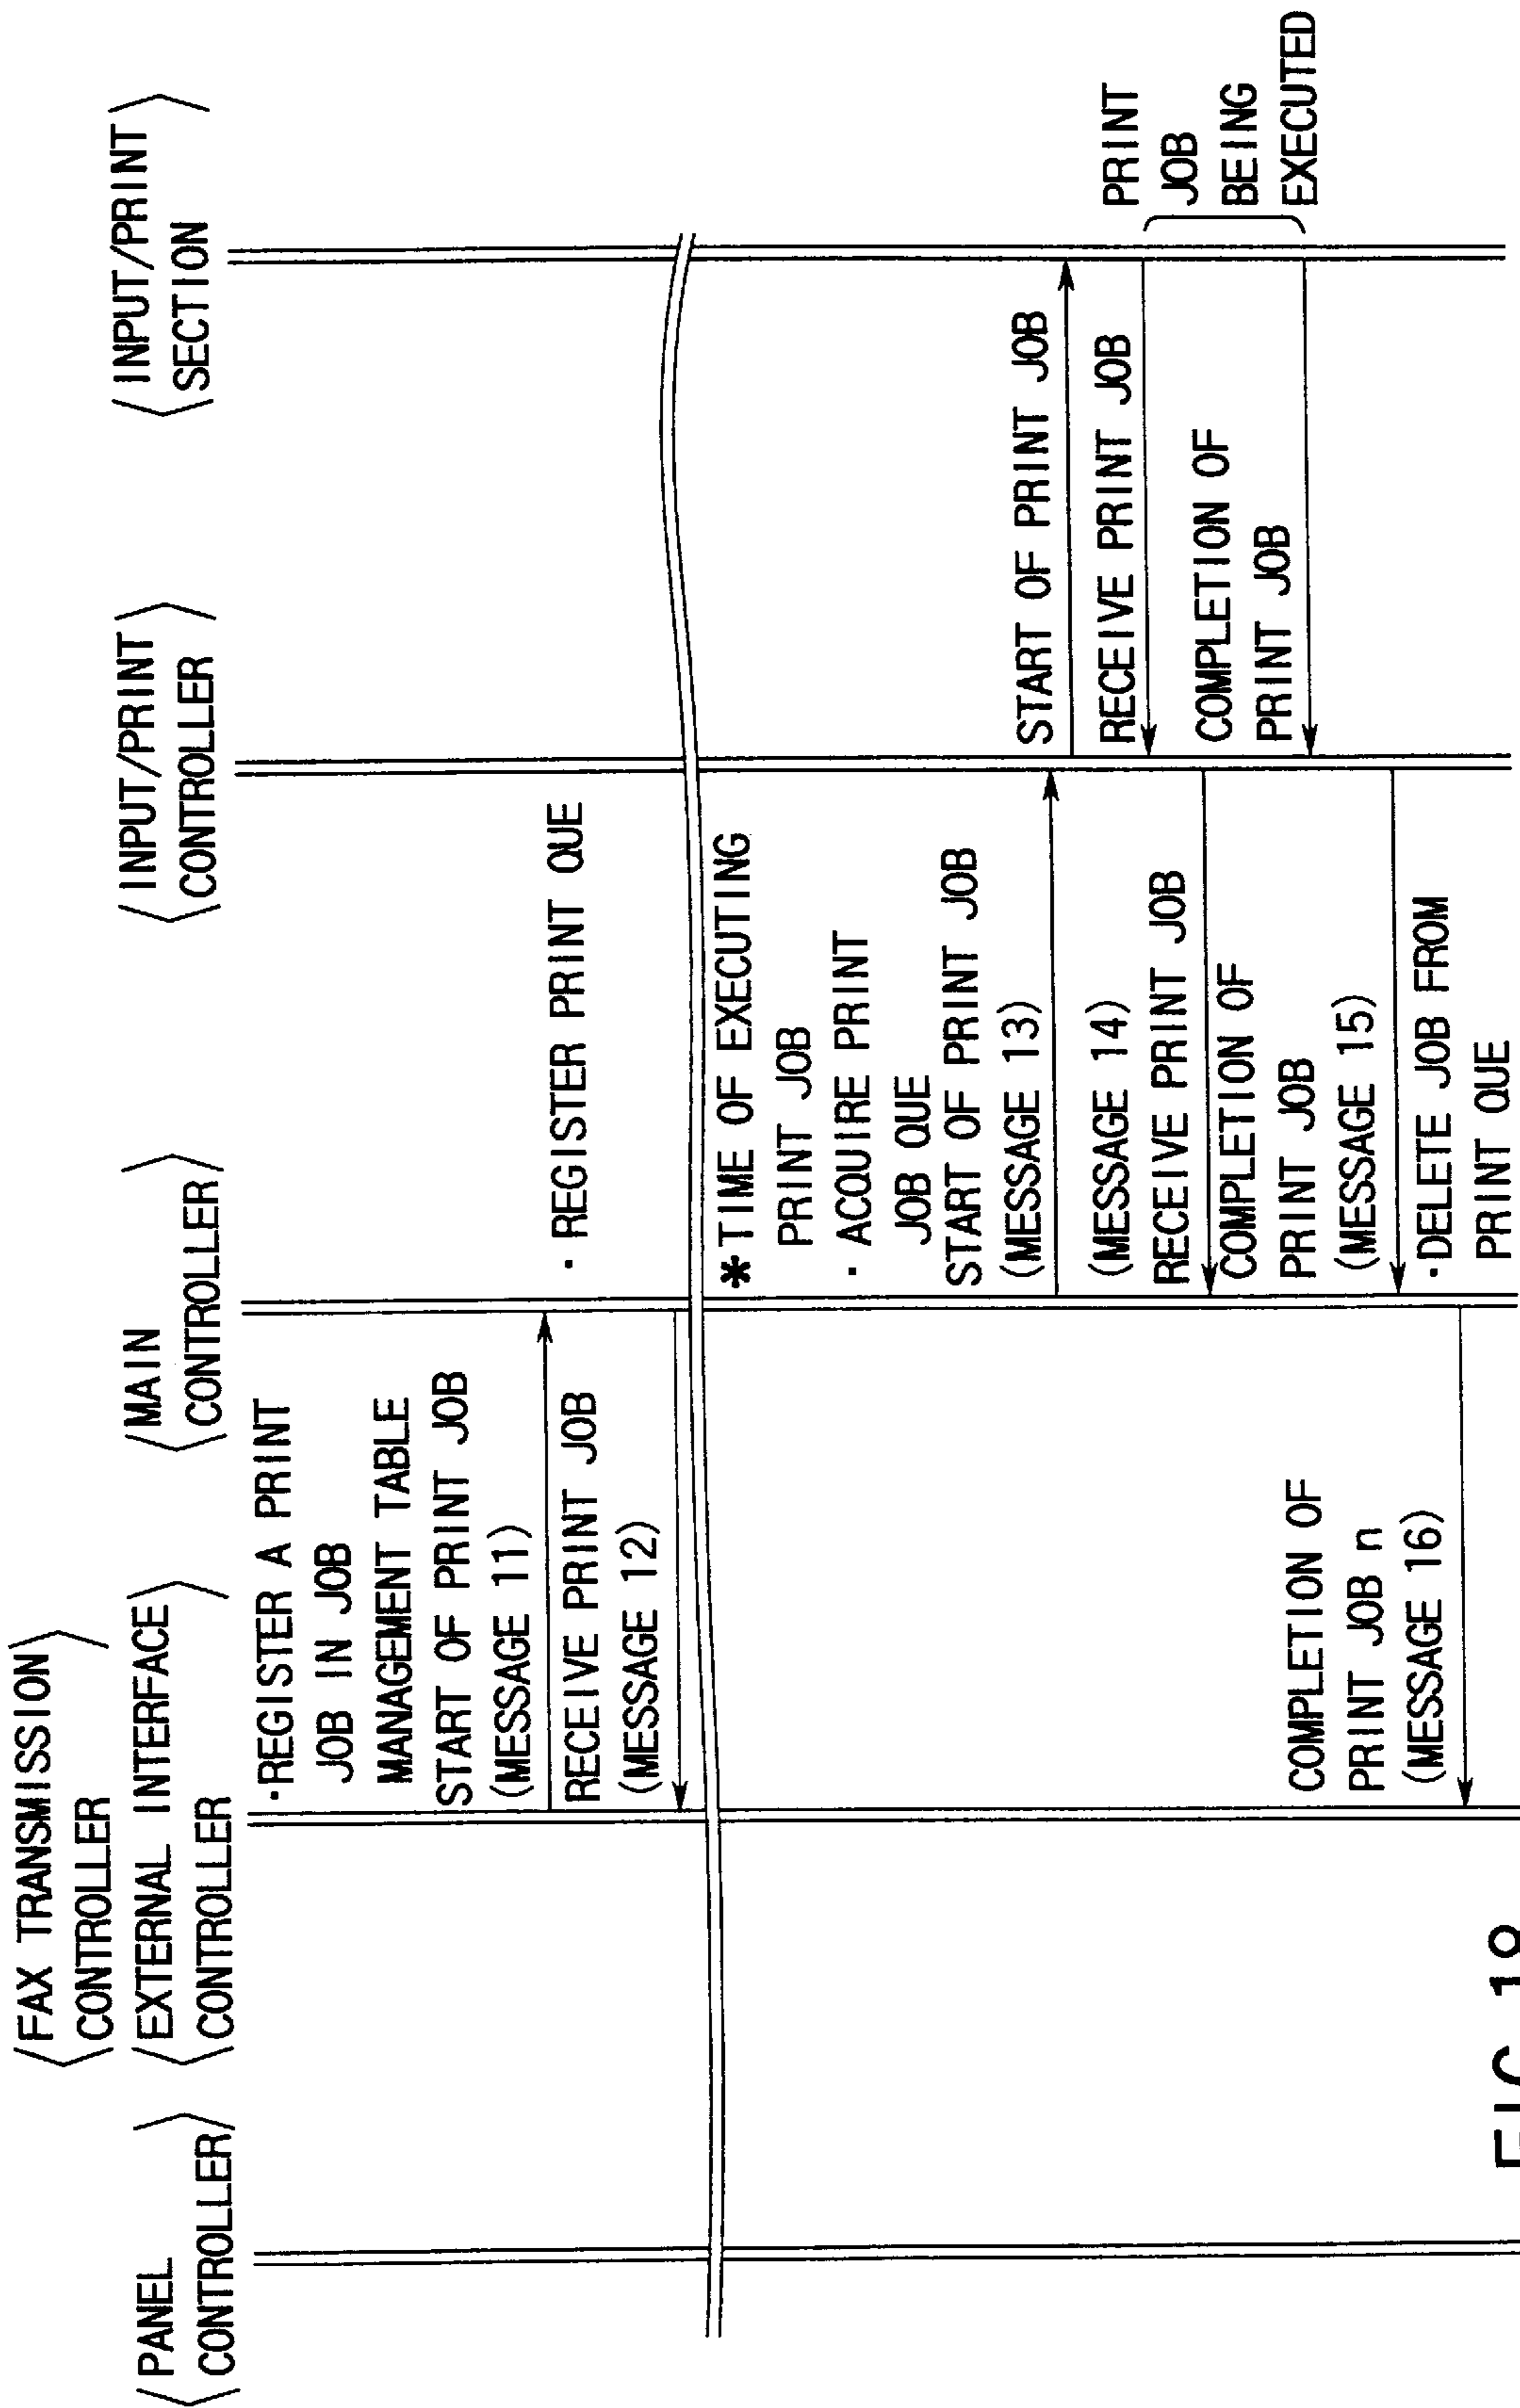 PANEL
CONTROLLER
FAX TRANSMISSION
CONTROLLER
EXTERNAL INTERFACE
CONTROLLER
MAIN
CONTROLLER
INPUT/PRINT
CONTROLLER
INPUT/PRINT
SECTION
·REGISTER A PRINT
JOB IN JOB
MANAGEMENT TABLE
START OF PRINT JOB
(MESSAGE 11)
RECEIVE PRINT JOB
(MESSAGE 12)
· REGISTER PRINT QUE
*TIME OF EXECUTING
PRINT JOB
· ACQUIRE PRINT
JOB QUE
START OF PRINT JOB
(MESSAGE 13)
START OF PRINT JOB
RECEIVE PRINT JOB
(MESSAGE 14)
RECEIVE PRINT JOB
COMPLETION OF
PRINT JOB
PRINT
JOB
BEING
EXECUTED
COMPLETION OF
PRINT JOB
(MESSAGE 15)
·DELETE JOB FROM
PRINT QUE
COMPLETION OF
PRINT JOB n
(MESSAGE 16)
FIG. 18